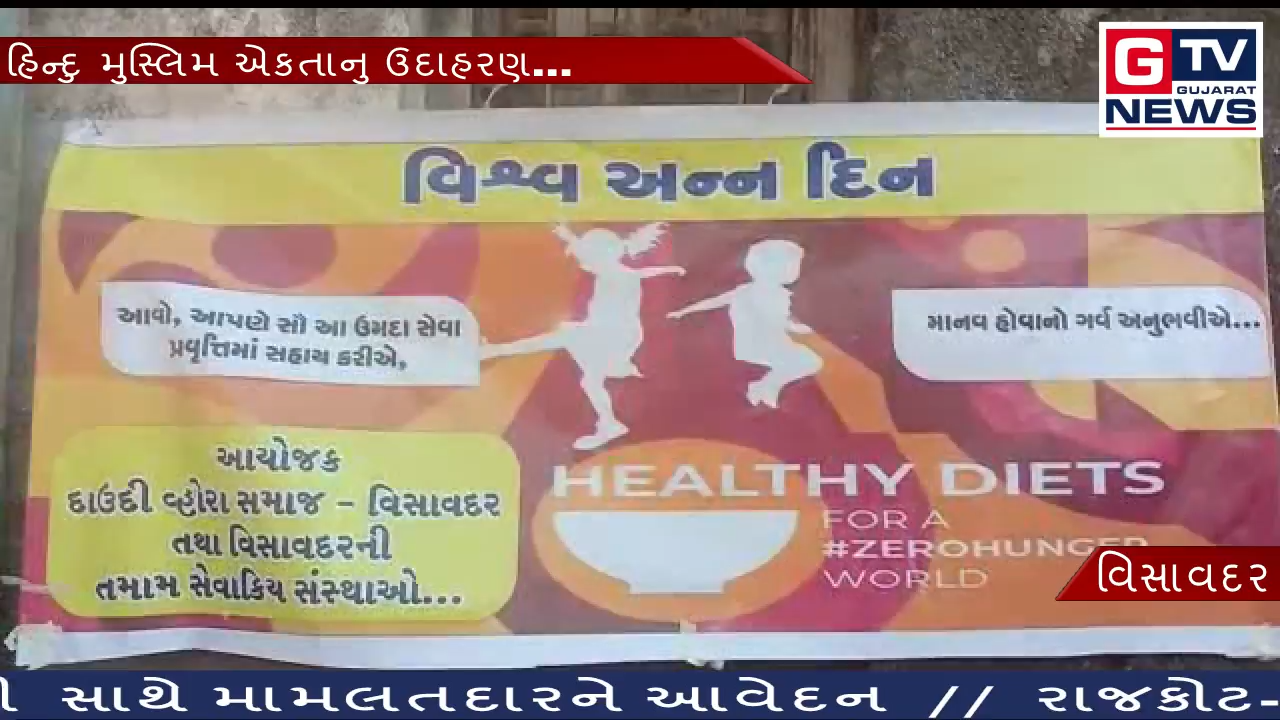 હિન્દુ મુસ્લિમ એકતાનુ ઉદાહરણ...
GTV
GUJARAT
NEWS
વિશ્વ અન્ન દિન
આવો, આપણે સૌ આ ઉમદા સેવા
પ્રવૃત્તિમાં સહાય કરીએ,
માનવ હોવાનો ગર્વ અનુભવીએ...
આયોજક
દાઉદી વ્હોરા સમાજ - વિસાવદર
તથા વિસાવદરની
તમામ સેવાકિય સંસ્થાઓ...
HEALTHY DIETS
FOR A
#ZEROHUNGER
WORLD
વિસાવદર
સાથે મામલતદારને આવેદન // રાજકોટ-